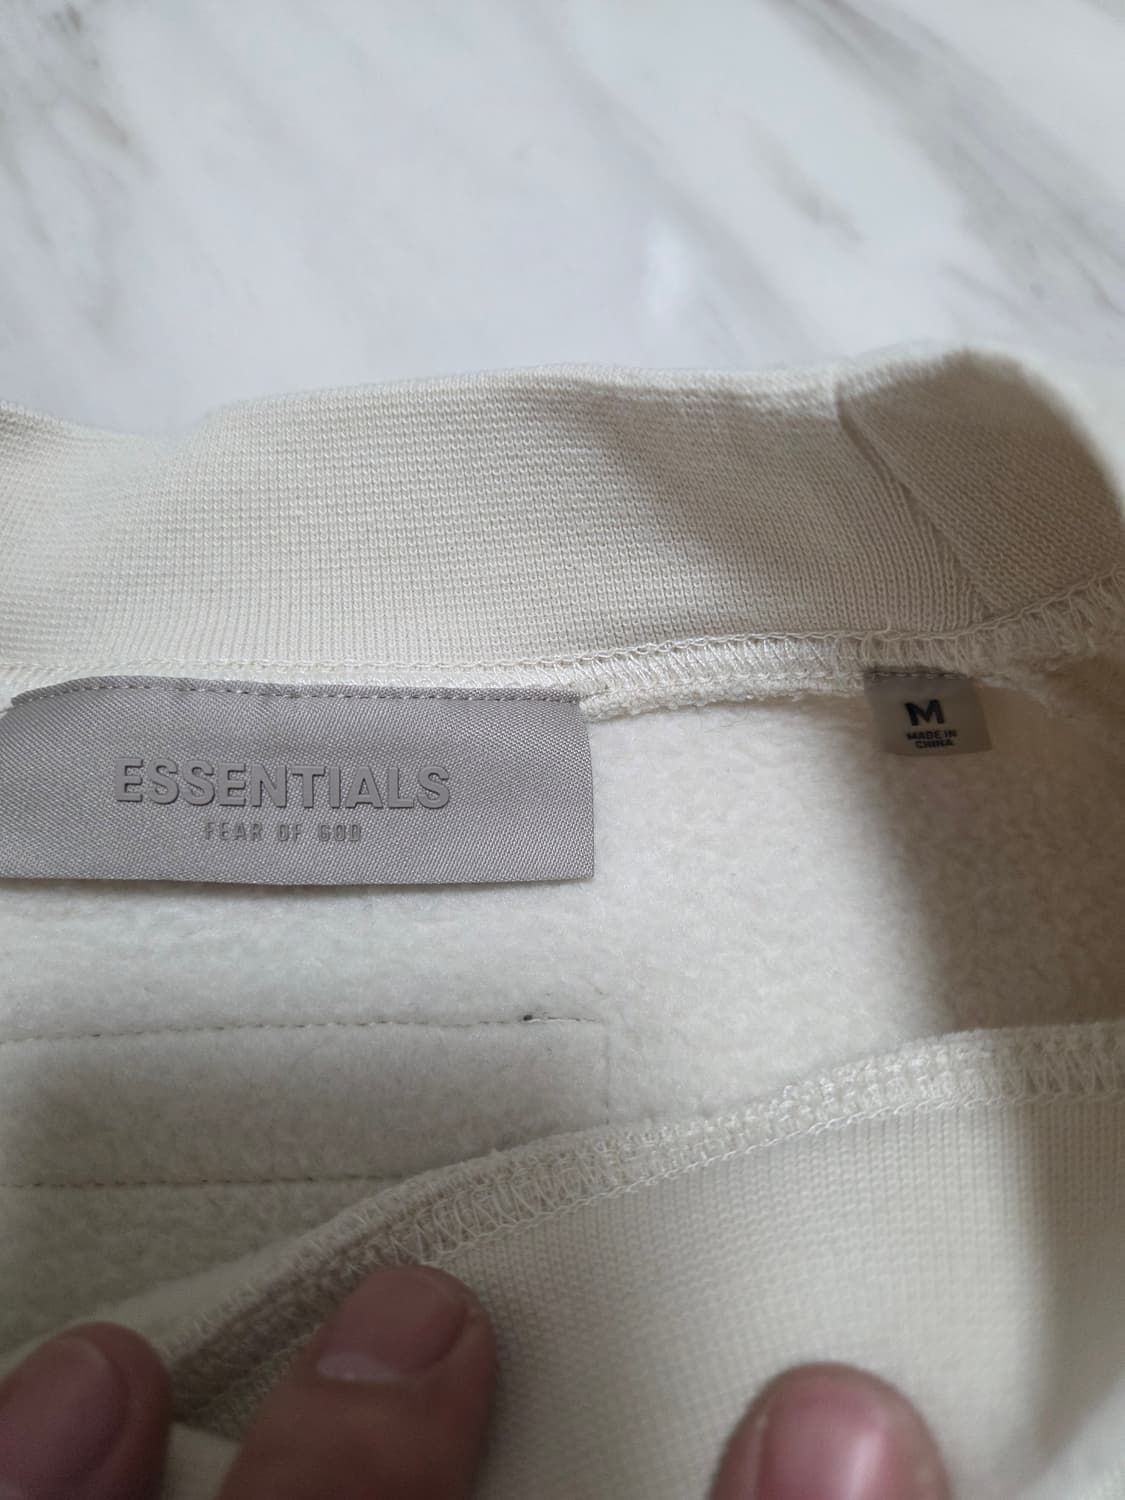 ESSENTIALS
FEAR OF GOD
M
MADE IN
CHINA